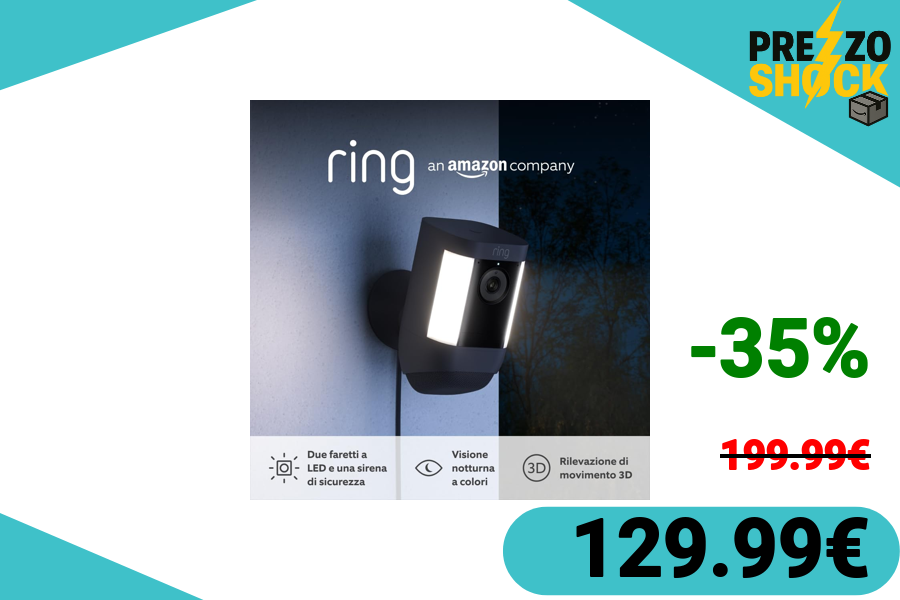 PREZZO
SHOCK
ring an amazon company
ring
Due faretti a
LED e una sirena
di sicurezza
Visione
notturna
a colori
3D
Rilevazione di
movimento 3D
-35%
199.99€
129.99€